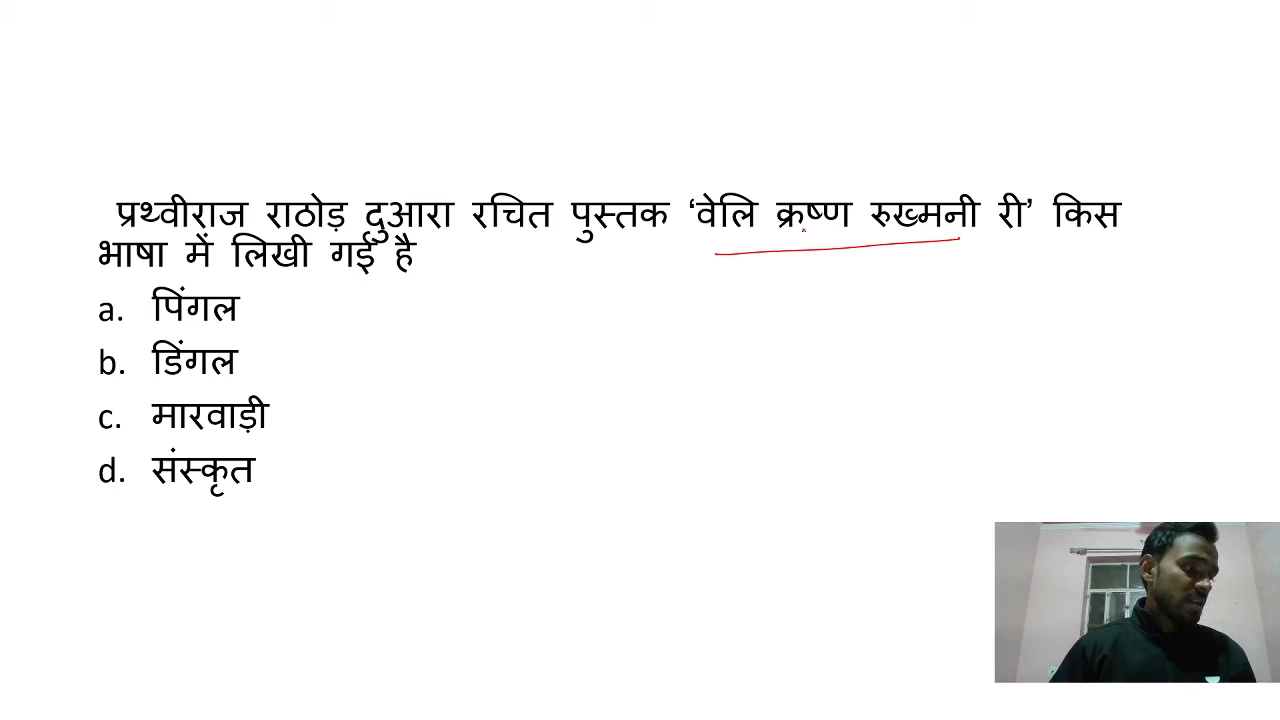 प्रथ्वीराज राठोड़ दुआरा रचित पुस्तक ‘वेलि क्रष्ण रुख्मनी री’ किस
भाषा में लिखी गई है
a. पिंगल
b. डिंगल
c. मारवाड़ी
d. संस्कृत